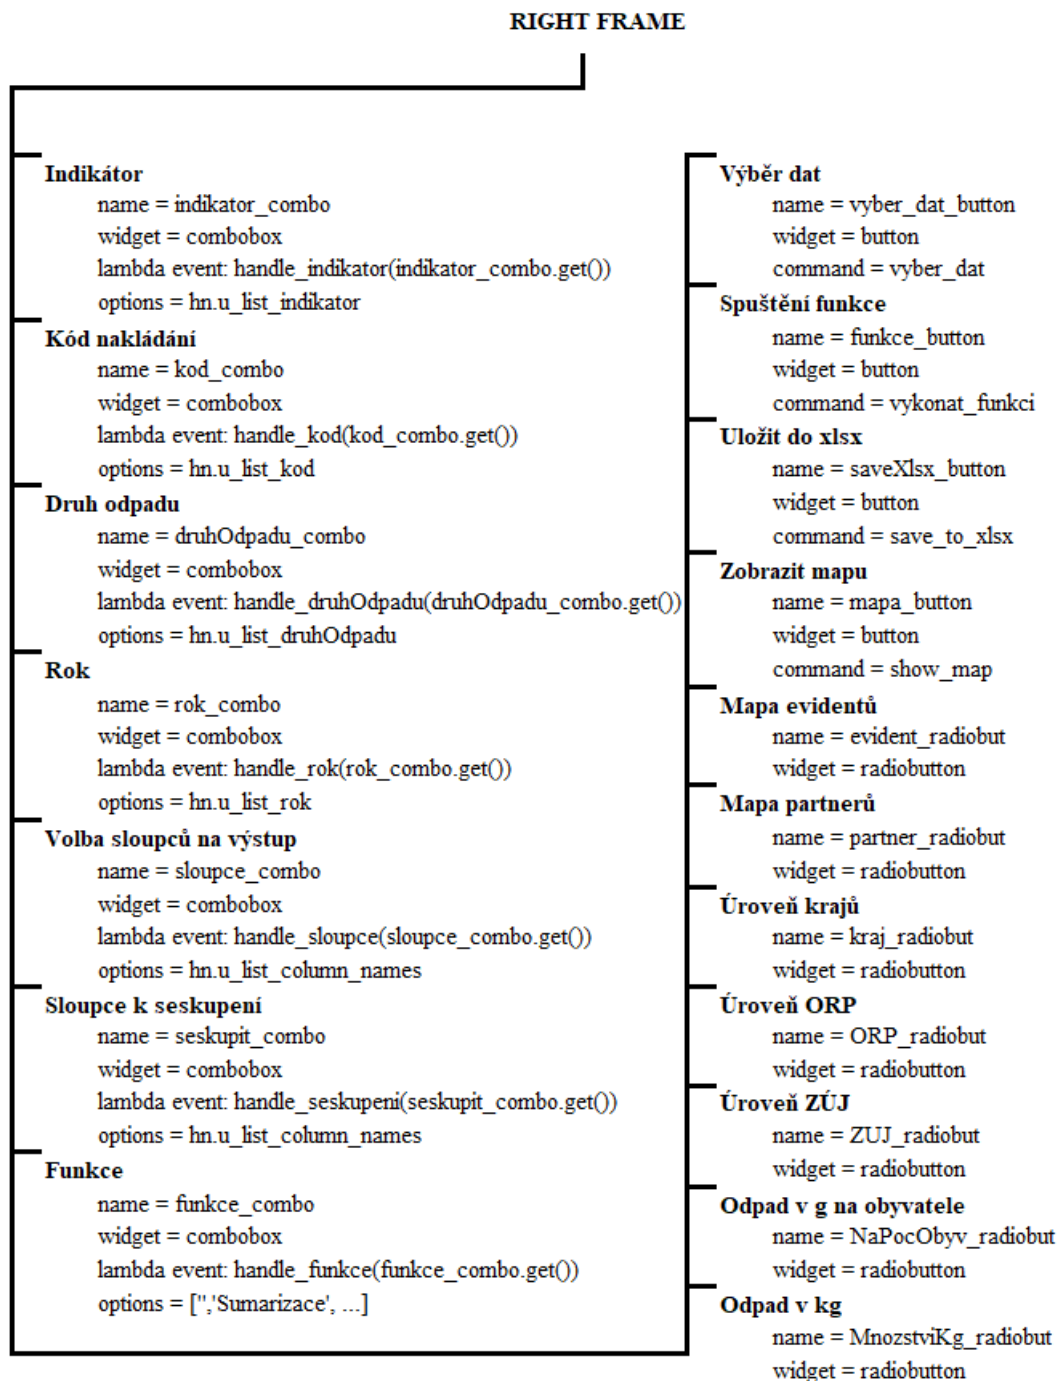 RIGHT FRAME
Indikátor
name = indikator_combo
widget = combobox
lambda event: handle_indikator(indikator_combo.get())
options = hn.u_list_indikator
Kód nakládání
name = kod_combo
widget = combobox
lambda event: handle_kod(kod_combo.get())
options = hn.u_list_kod
Druh odpadu
name = druhOdpadu_combo
widget = combobox
lambda event: handle_druhOdpadu(druhOdpadu_combo.get())
options = hn.u_list_druhOdpadu
Rok
name = rok_combo
widget = combobox
lambda event: handle_rok(rok_combo.get())
options = hn.u_list_rok
Volba sloupců na výstup
name = sloupce_combo
widget = combobox
lambda event: handle_sloupce(sloupce_combo.get())
options = hn.u_list_column_names
Sloupce k seskupení
name = seskupit_combo
widget = combobox
lambda event: handle_seskupeni(seskupit_combo.get())
options = hn.u_list_column_names
Funkce
name = funkce_combo
widget = combobox
lambda event: handle_funkce(funkce_combo.get())
options = ['','Sumarizace', ...]
Výběr dat
name = vyber_dat_button
widget = button
command = vyber_dat
Spuštění funkce
name = funkce_button
widget = button
command = vykonat_funkci
Uložit do xlsx
name = saveXlsx_button
widget = button
command = save_to_xlsx
Zobrazit mapu
name = mapa_button
widget = button
command = show_map
Mapa evidentů
name = evident_radiobut
widget = radiobutton
Mapa partnerů
name = partner_radiobut
widget = radiobutton
Úroveň krajů
name = kraj_radiobut
widget = radiobutton
Úroveň ORP
name = ORP_radiobut
widget = radiobutton
Úroveň ZÚJ
name = ZUJ_radiobut
widget = radiobutton
Odpad v g na obyvatele
name = NaPocObyv_radiobut
widget = radiobutton
Odpad v kg
name = MnozstviKg_radiobut
widget = radiobutton